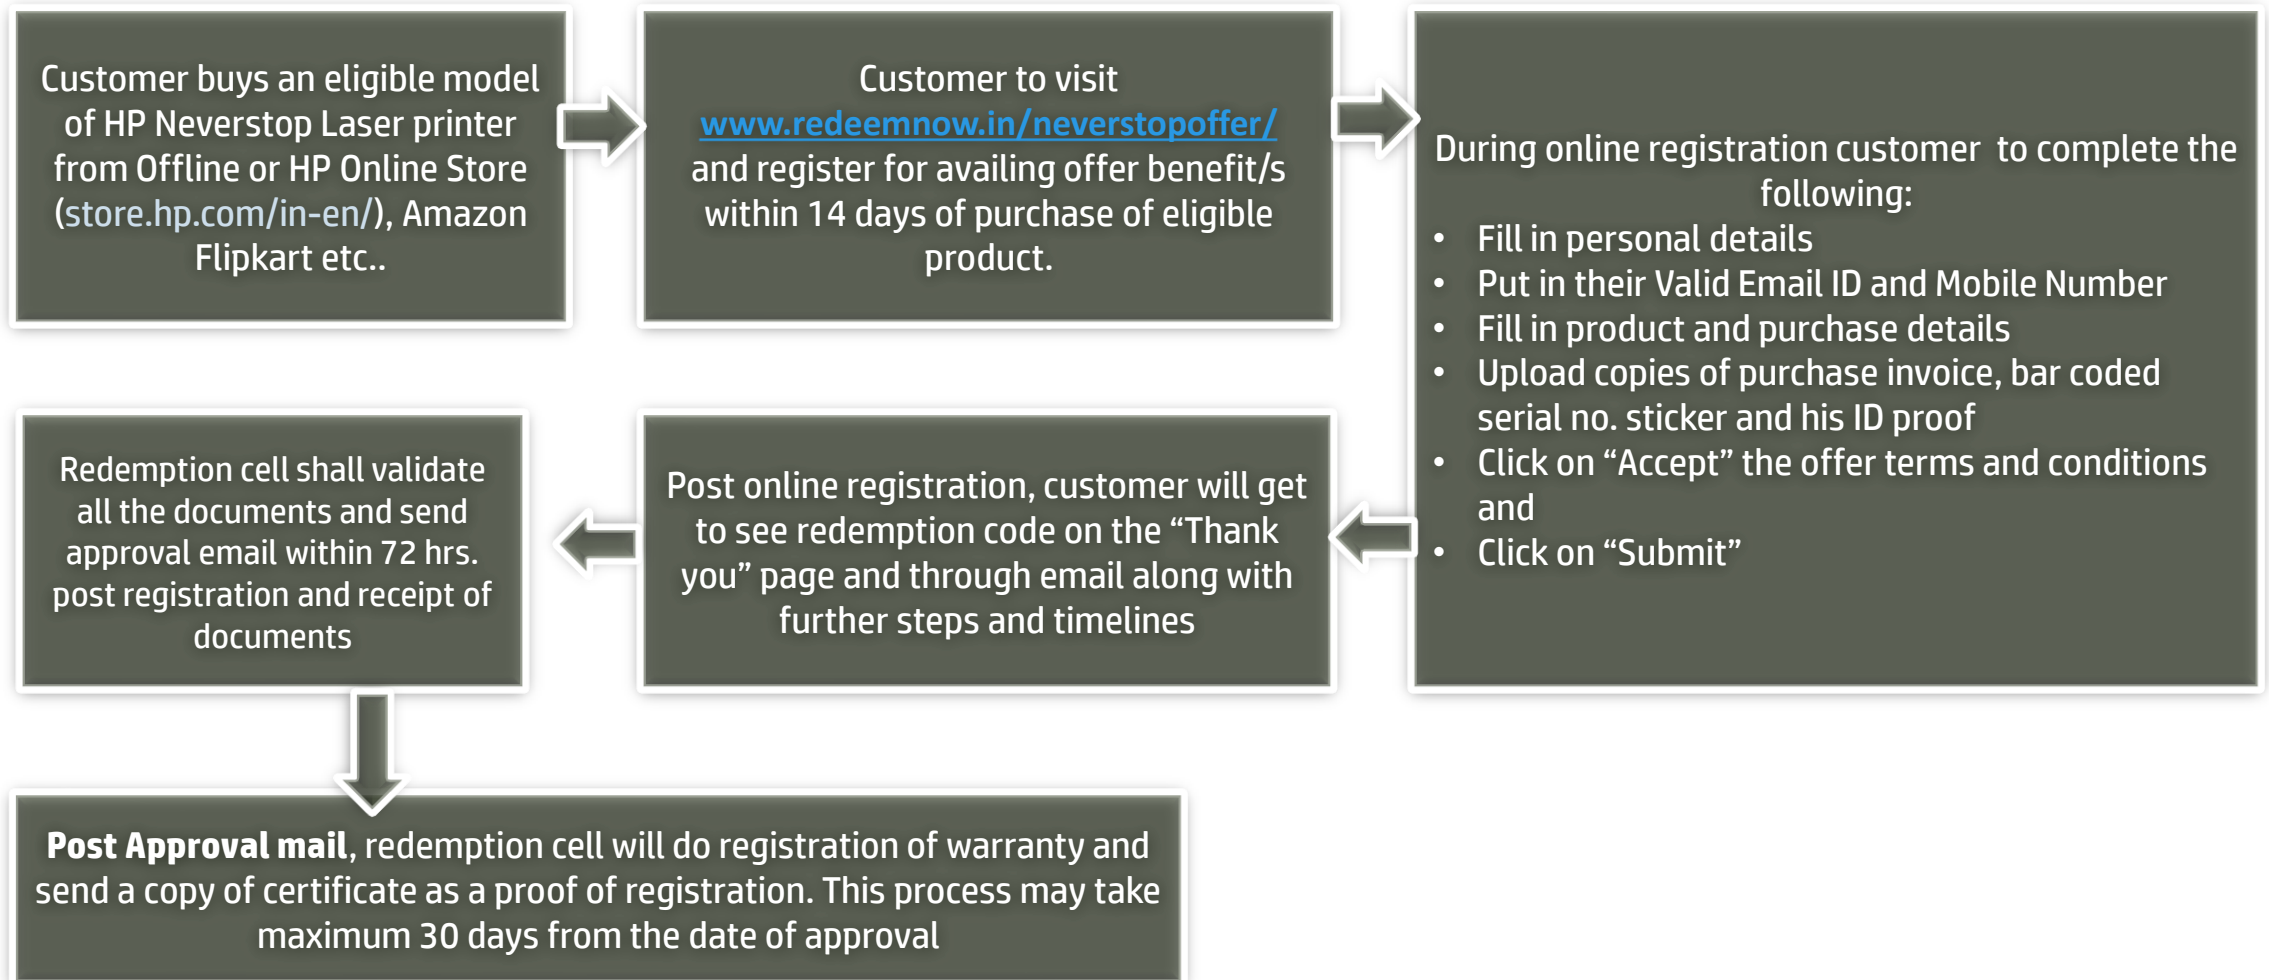 Customer buys an eligible model
of HP Neverstop Laser printer
from Offline or HP Online Store
(store.hp.com/in-en/), Amazon
Flipkart etc..
Customer to visit
www.redeemnow.in/neverstopoffer/
and register for availing offer benefit/s
within 14 days of purchase of eligible
product.
During online registration customer to complete the
following:
• Fill in personal details
• Put in their Valid Email ID and Mobile Number
• Fill in product and purchase details
• Upload copies of purchase invoice, bar coded
serial no. sticker and his ID proof
• Click on “Accept” the offer terms and conditions
and
• Click on “Submit”
Post online registration, customer will get
to see redemption code on the “Thank
you” page and through email along with
further steps and timelines
Redemption cell shall validate
all the documents and send
approval email within 72 hrs.
post registration and receipt of
documents
Post Approval mail, redemption cell will do registration of warranty and
send a copy of certificate as a proof of registration. This process may take
maximum 30 days from the date of approval